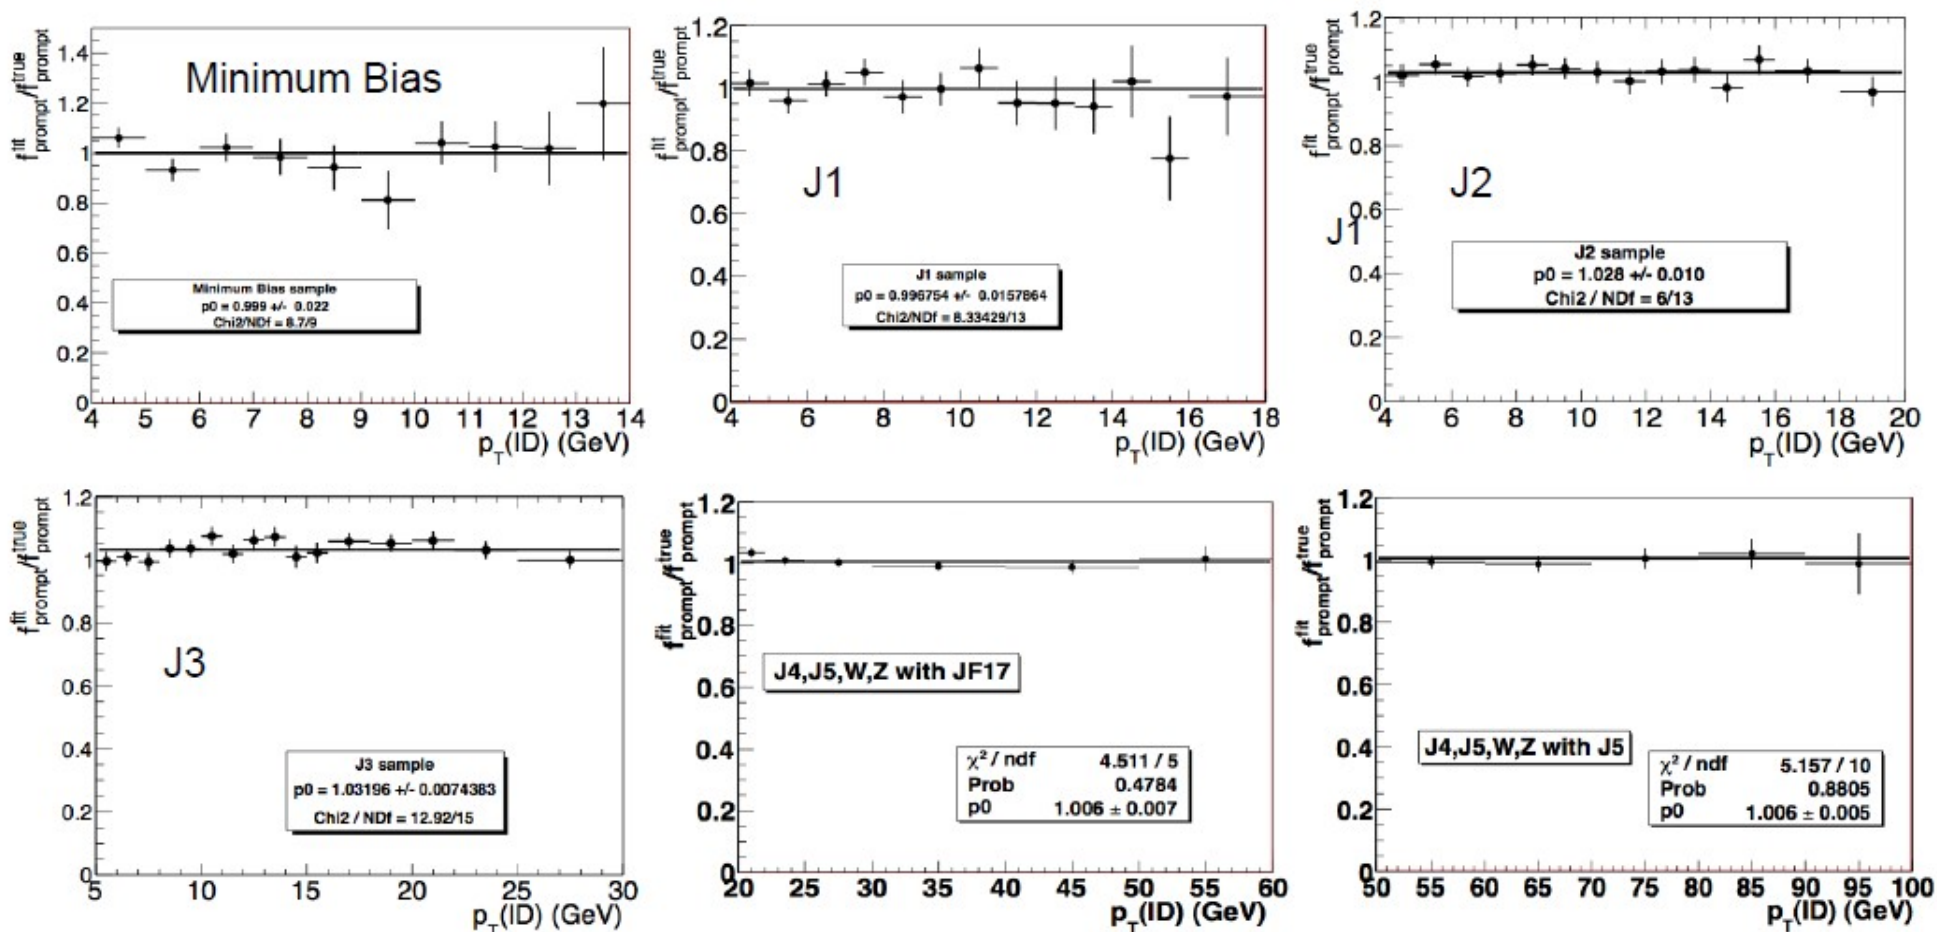 f^fit_prompt/f^true_prompt
Minimum Bias
1.4
1.2
1
0.8
0.6
0.4
0.2
0
Minimum Bias sample
p0 = 0.999 +/- 0.022
Chi2/NDf = 8.7/9
4 5 6 7 8 9 10 11 12 13 14
p_T(ID) (GeV)
f^fit_prompt/f^true_prompt
1.2
1
0.8
0.6
0.4
0.2
0
J1
J1 sample
p0 = 0.996754 +/- 0.0157864
Chi2/NDf = 8.33429/13
4 6 8 10 12 14 16 18
p_T(ID) (GeV)
f^fit_prompt/f^true_prompt
1.2
1
0.8
0.6
0.4
0.2
0
J2
J1
J2 sample
p0 = 1.028 +/- 0.010
Chi2 / NDf = 6/13
4 6 8 10 12 14 16 18 20
p_T(ID) (GeV)
f^fit_prompt/f^true_prompt
1.2
1
0.8
0.6
0.4
0.2
0
J3
J3 sample
p0 = 1.03196 +/- 0.0074383
Chi2 / NDf = 12.92/15
5 10 15 20 25 30
p_T(ID) (GeV)
f^fit_prompt/f^true_prompt
1.2
1
0.8
0.6
0.4
0.2
0
J4,J5,W,Z with JF17
χ² / ndf 4.511 / 5
Prob 0.4784
p0 1.006 ± 0.007
20 25 30 35 40 45 50 55 60
p_T(ID) (GeV)
f^fit_prompt/f^true_prompt
1.2
1
0.8
0.6
0.4
0.2
0
J4,J5,W,Z with J5
χ² / ndf 5.157 / 10
Prob 0.8805
p0 1.006 ± 0.005
50 55 60 65 70 75 80 85 90 95 100
p_T(ID) (GeV)